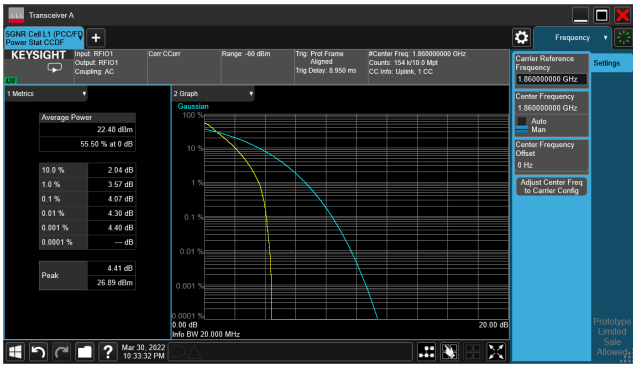 Transceiver A
5GNR Cell L1 (PCC/FD
Power Stat CCDF
Frequency
KEYSIGHT
Input: RFIO1
Output: RFIO1
Coupling: AC
Corr CCorr
Range: -60 dBm
Trig: Prot Frame
Aligned
Trig Delay: 8.950 ms
#Center Freq: 1.860000000 GHz
Counts: 154 k/10.0 Mpt
CC Info: Uplink, 1 CC
LW
Carrier Reference
Frequency
1.860000000 GHz
Settings
Center Frequency
1.860000000 GHz
Auto
Man
Center Frequency
Offset
0 Hz
Adjust Center Freq
to Carrier Config
1 Metrics
Average Power
22.48 dBm
55.50 % at 0 dB
10.0 % 2.04 dB
1.0 % 3.57 dB
0.1 % 4.07 dB
0.01 % 4.30 dB
0.001 % 4.40 dB
0.0001 % --- dB
Peak
4.41 dB
26.89 dBm
2 Graph
Gaussian
100 %
10 %
1 %
0.1 %
0.01 %
0.001 %
0.0001 %
0.00 dB
20.00 dB
Info BW 20.000 MHz
Mar 30, 2022
10:33:32 PM
Prototype
Limited
Sale
Allowed